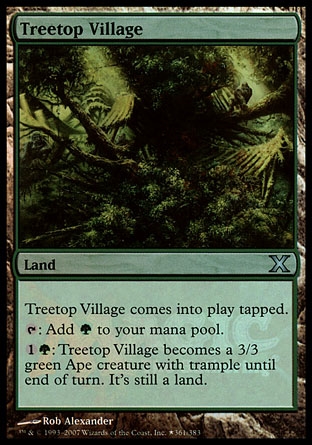 Treetop Village
Land
Treetop Village comes into play tapped.
: Add to your mana pool.
1 : Treetop Village becomes a 3/3
green Ape creature with trample until
end of turn. It's still a land.
Rob Alexander
™ & © 1993-2007 Wizards of the Coast, Inc. ★361/383